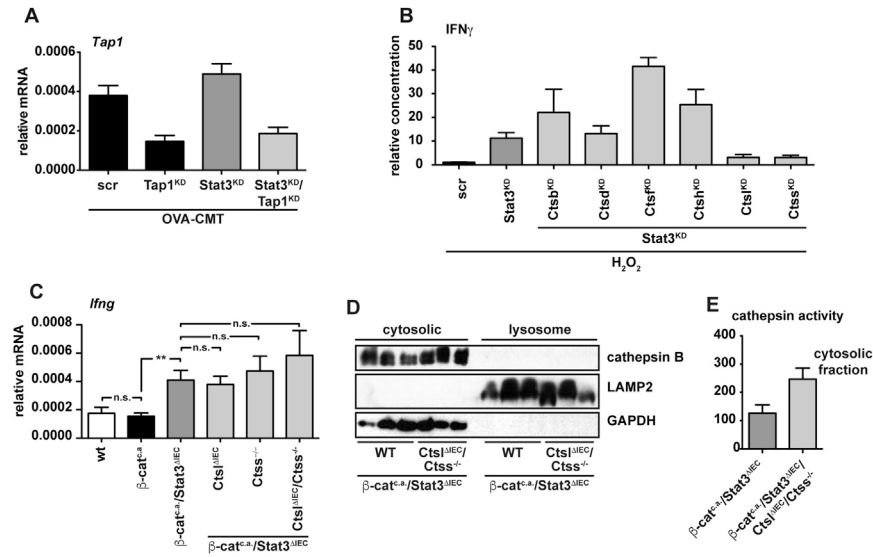 A
Tap1
relative mRNA
0.0006
0.0004
0.0002
0.0000
scr
Tap1KD
Stat3KD
Stat3KD/
Tap1KD
OVA-CMT
B
IFNγ
relative concentration
50
40
30
20
10
0
scr
Stat3KD
CtsbKD
CtsdKD
CtsfKD
CtshKD
CtslKD
CtssKD
Stat3KD
H2O2
C
Ifng
relative mRNA
0.0008
0.0006
0.0004
0.0002
0.0000
n.s.
**
n.s.
n.s.
n.s.
wt
β-catc.a
β-catc.a./Stat3ΔIEC
CtslΔIEC
Ctss-/-
CtslΔIEC/Ctss-/-
β-catc.a./Stat3ΔIEC
D
cytosolic
lysosome
cathepsin B
LAMP2
GAPDH
WT
CtslΔIEC/
Ctss-/-
WT
CtslΔIEC/
Ctss-/-
β-catc.a./Stat3ΔIEC
β-catc.a./Stat3ΔIEC
E
cathepsin activity
400
300
200
100
0
cytosolic
fraction
β-catc.a./Stat3ΔIEC
β-catc.a./Stat3ΔIEC/
CtslΔIEC/Ctss-/-